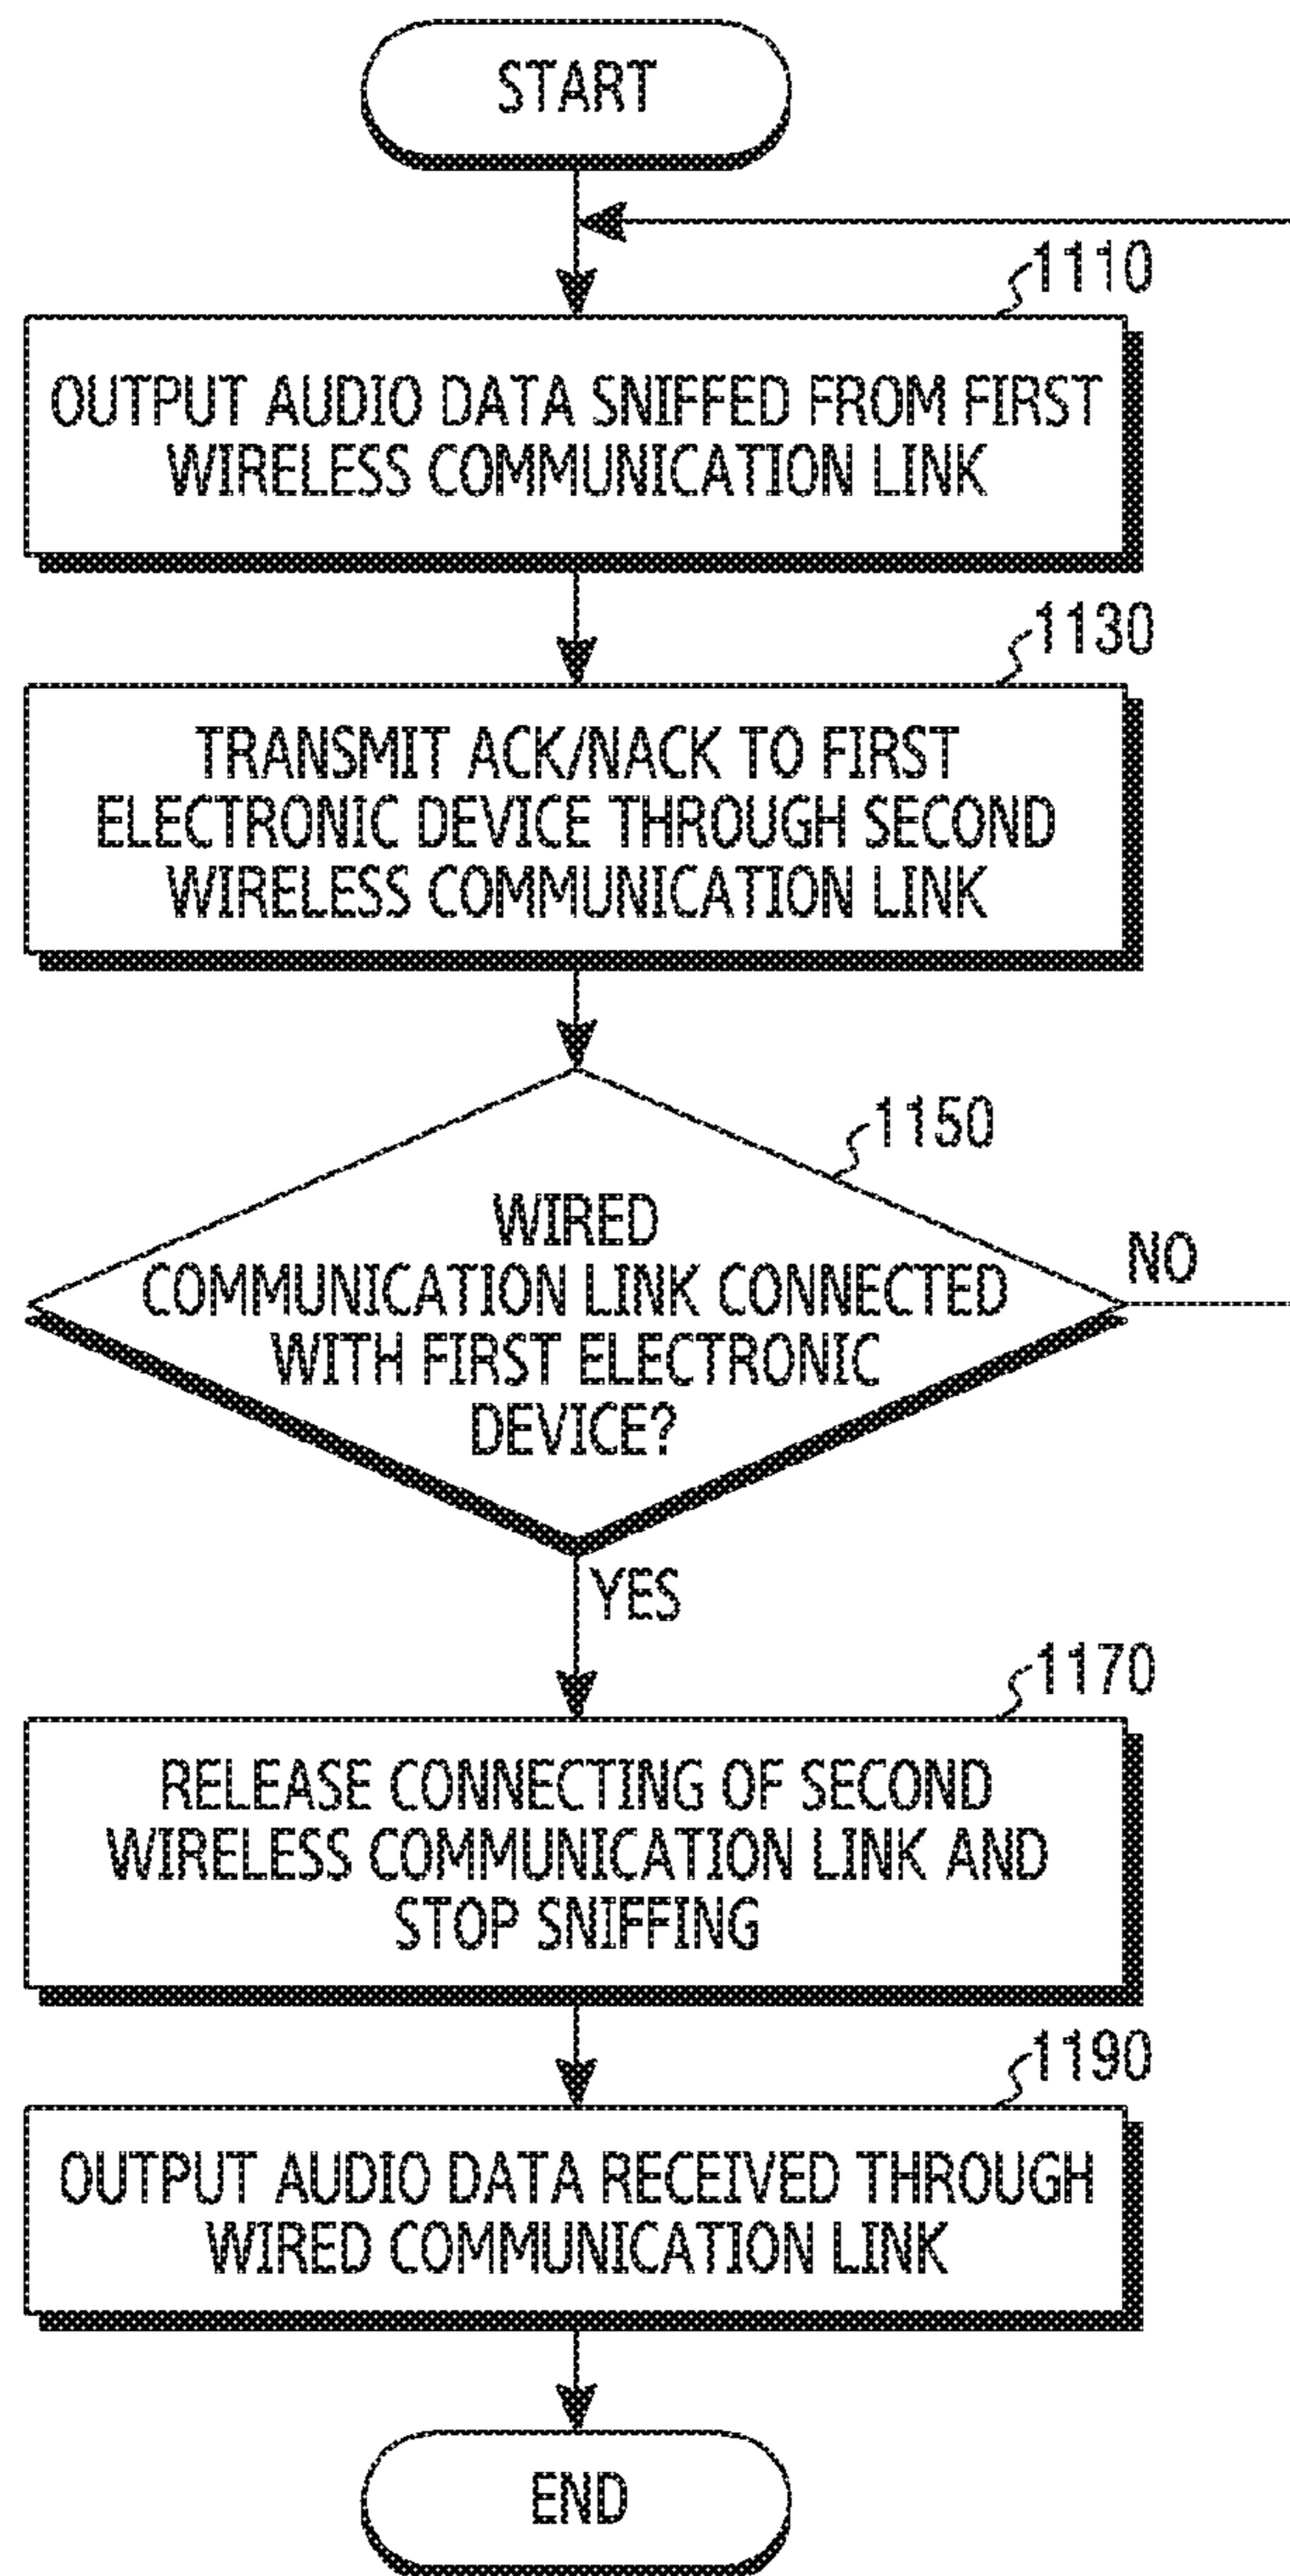 START
1110
OUTPUT AUDIO DATA SNIFFED FROM FIRST
WIRELESS COMMUNICATION LINK
1130
TRANSMIT ACK/NACK TO FIRST
ELECTRONIC DEVICE THROUGH SECOND
WIRELESS COMMUNICATION LINK
1150
WIRED
COMMUNICATION LINK CONNECTED
WITH FIRST ELECTRONIC
DEVICE?
NO
YES
1170
RELEASE CONNECTING OF SECOND
WIRELESS COMMUNICATION LINK AND
STOP SNIFFING
1190
OUTPUT AUDIO DATA RECEIVED THROUGH
WIRED COMMUNICATION LINK
END